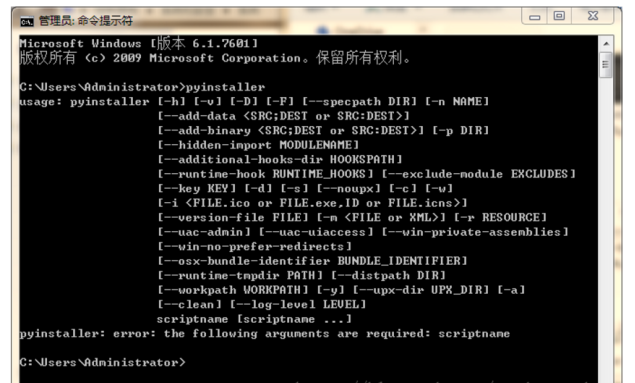 管理员: 命令提示符
Microsoft Windows [版本 6.1.7601]
版权所有 (c) 2009 Microsoft Corporation。保留所有权利。
C:\Users\Administrator>pyinstaller
usage: pyinstaller [-h] [-v] [-D] [-F] [--specpath DIR] [-n NAME]
[--add-data <SRC;DEST or SRC:DEST>]
[--add-binary <SRC;DEST or SRC:DEST>] [-p DIR]
[--hidden-import MODULENAME]
[--additional-hooks-dir HOOKSPATH]
[--runtime-hook RUNTIME_HOOKS] [--exclude-module EXCLUDES]
[--key KEY] [-d] [-s] [--noupx] [-c] [-w]
[-i <FILE.ico or FILE.exe,ID or FILE.icns>]
[--version-file FILE] [-m <FILE or XML>] [-r RESOURCE]
[--uac-admin] [--uac-uiaccess] [--win-private-assemblies]
[--win-no-prefer-redirects]
[--osx-bundle-identifier BUNDLE_IDENTIFIER]
[--runtime-tmpdir PATH] [--distpath DIR]
[--workpath WORKPATH] [-y] [--upx-dir UPX_DIR] [-a]
[--clean] [--log-level LEVEL]
scriptname [scriptname ...]
pyinstaller: error: the following arguments are required: scriptname
C:\Users\Administrator>